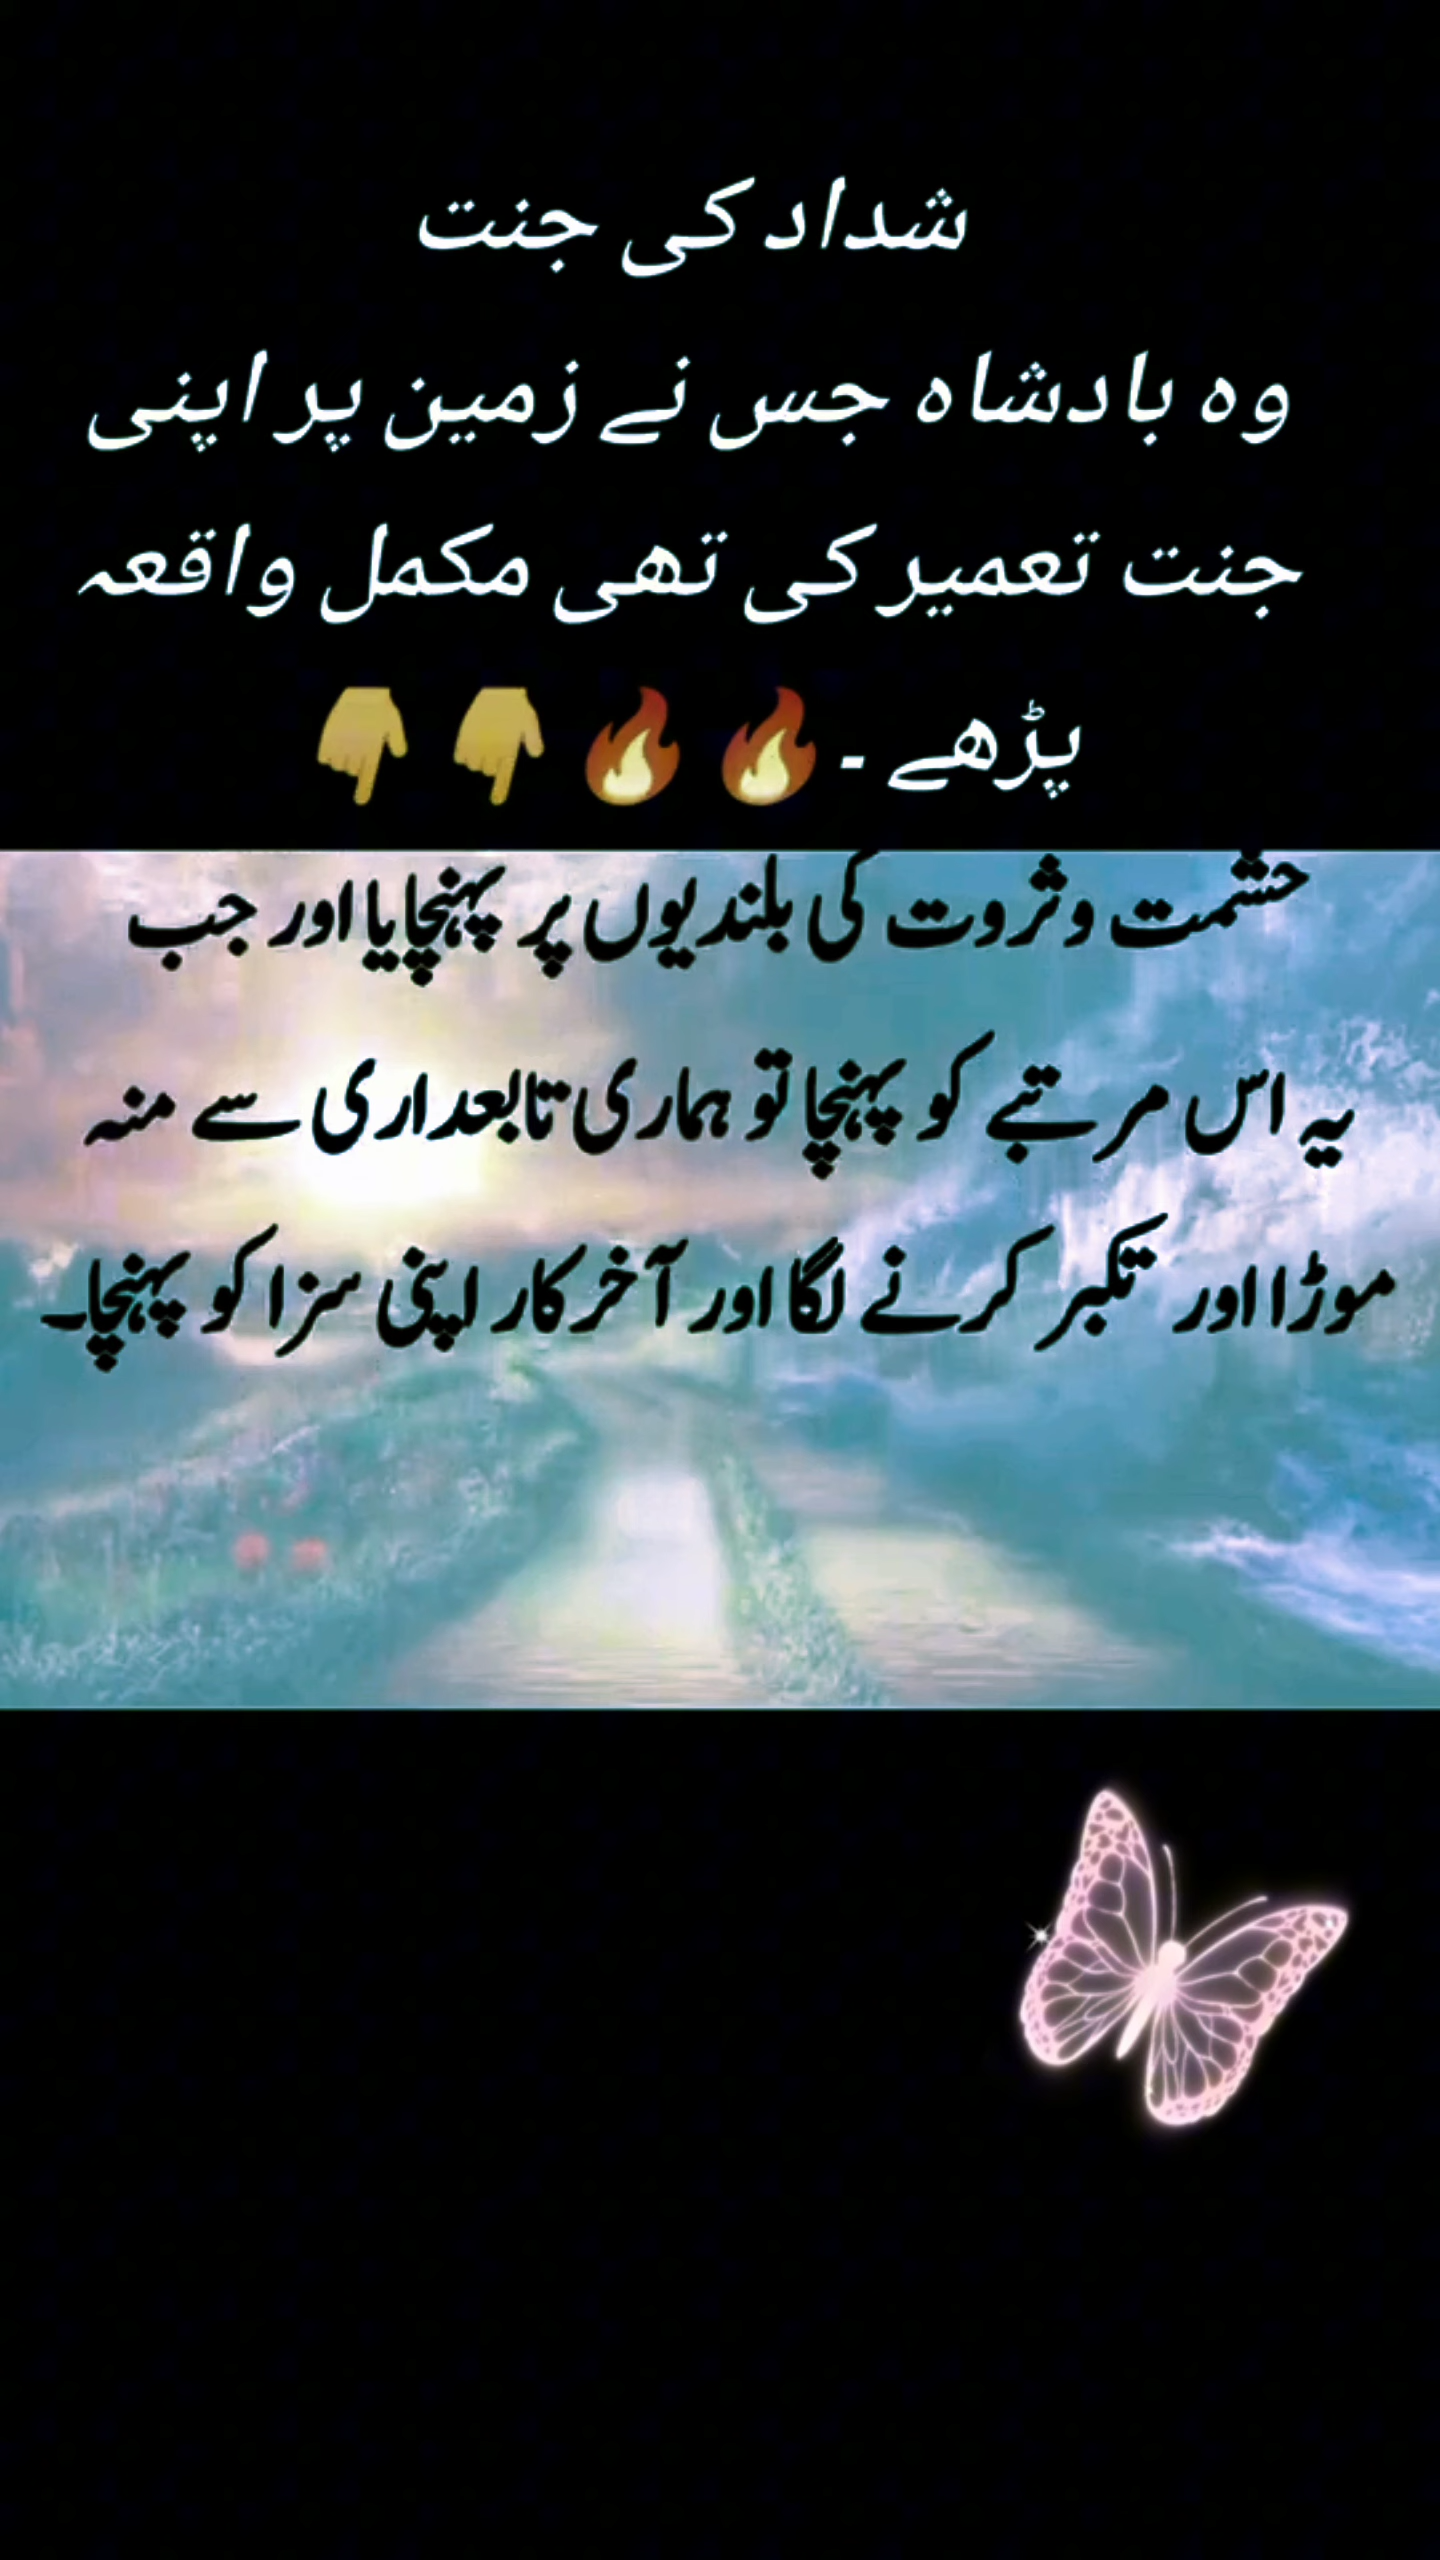 شداد کی جنت
وہ بادشاہ جس نے زمین پر اپنی
جنت تعمیر کی تھی مکمل واقعہ
پڑھے ۔ 🔥🔥👇👇
حشمت و ثروت کی بلندیوں پر پہنچایا اور جب
یہ اس مرتبے کو پہنچا تو ہماری تابعداری سے منہ
موڑا اور تکبر کرنے لگا اور آخر کار اپنی سزا کو پہنچا۔